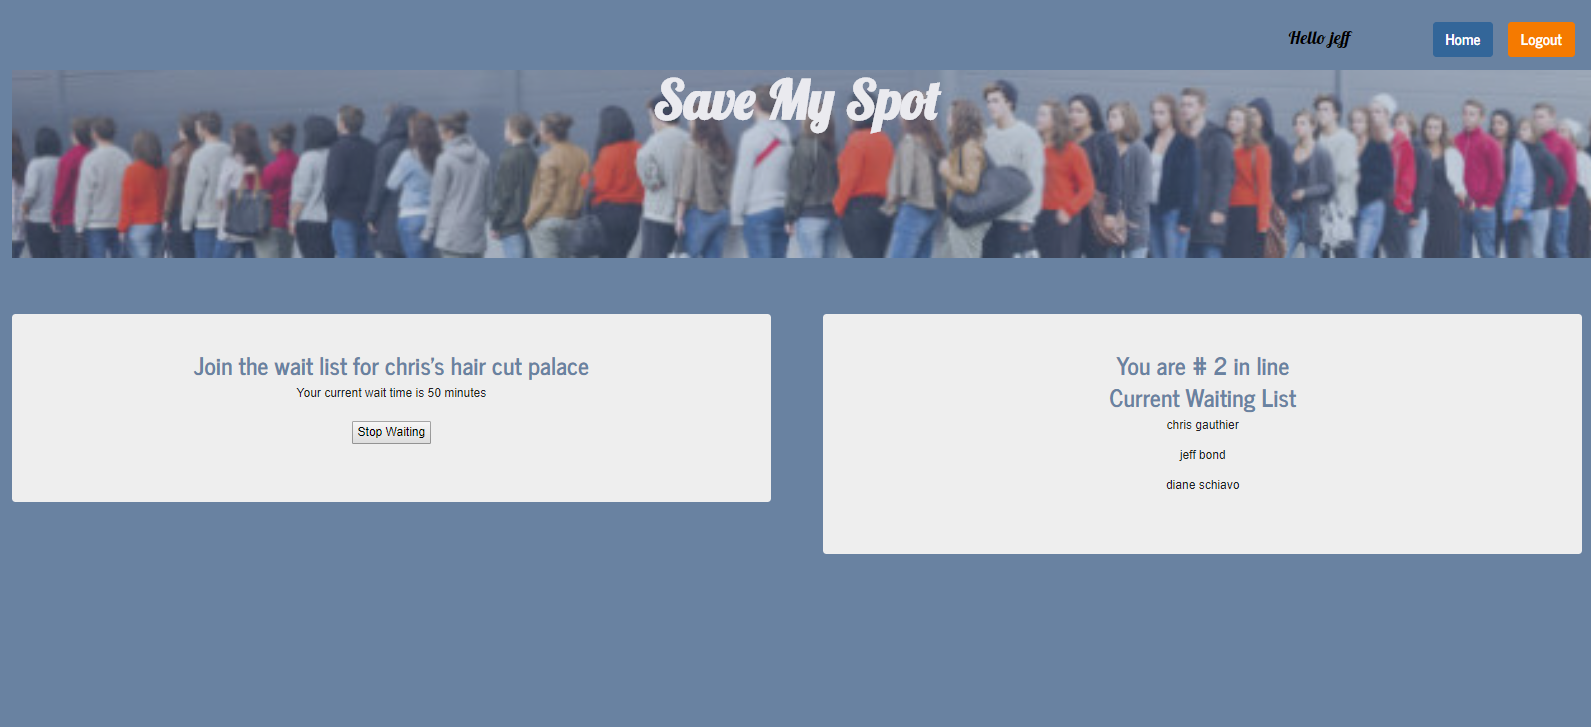 Hello jeff
Home
Logout
Save My Spot
Join the wait list for chris's hair cut palace
Your current wait time is 50 minutes
Stop Waiting
You are # 2 in line
Current Waiting List
chris gauthier
jeff bond
diane schiavo